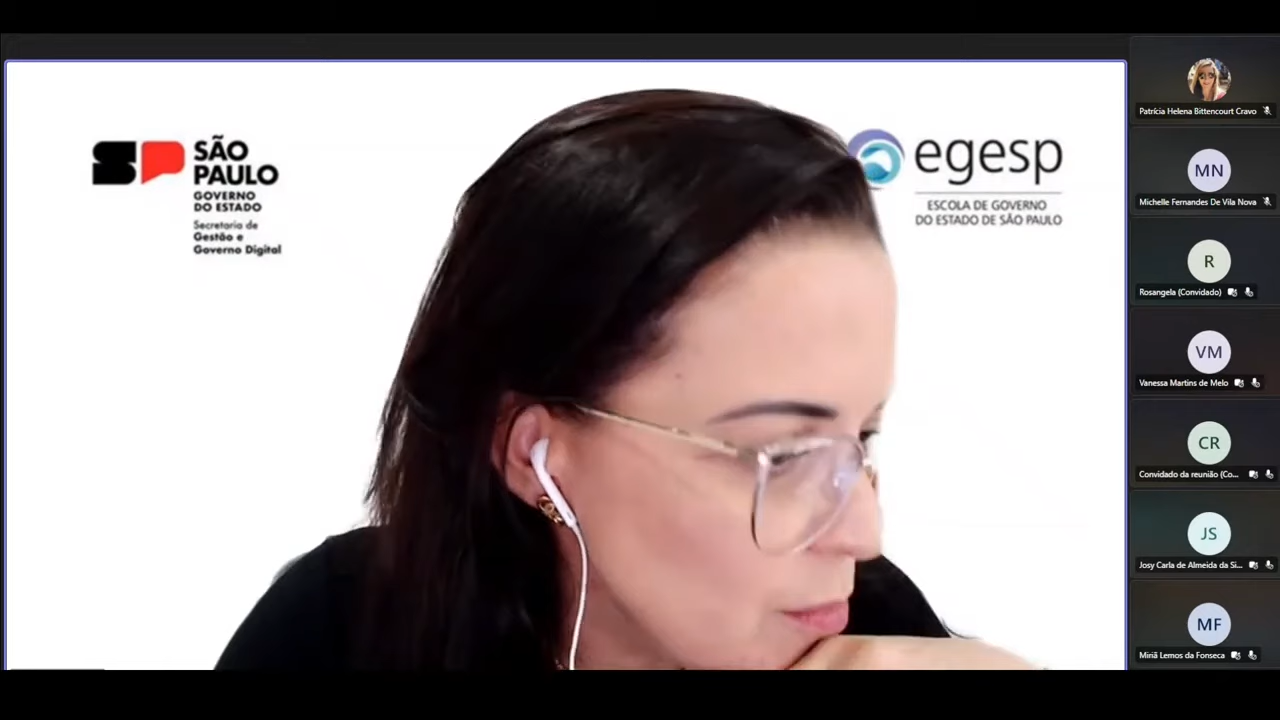 SÃO
PAULO
GOVERNO
DO ESTADO
Secretaria de
Gestão e
Governo Digital
egesp
ESCOLA DE GOVERNO
DO ESTADO DE SÃO PAULO
Patrícia Helena Bittencourt Cravo
MN
Michelle Fernandes De Vila Nova
R
Rosangela (Convidado)
VM
Vanessa Martins de Melo
CR
Convidado da reunião (Co...
JS
Josy Carla de Almeida da Si...
MF
Miriã Lemos da Fonseca